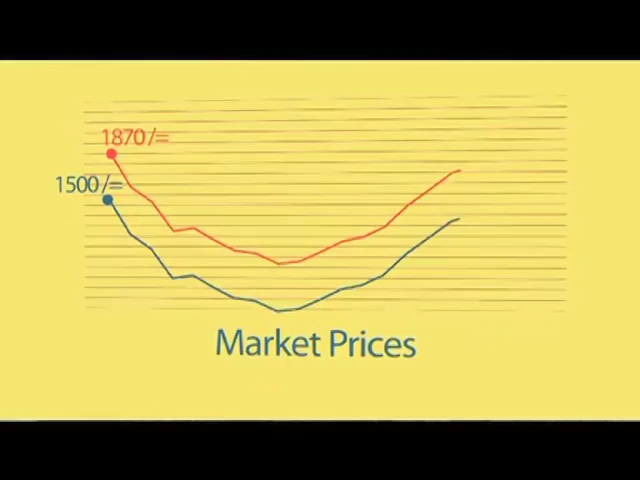 1870 /=
1500 /=
Market Prices